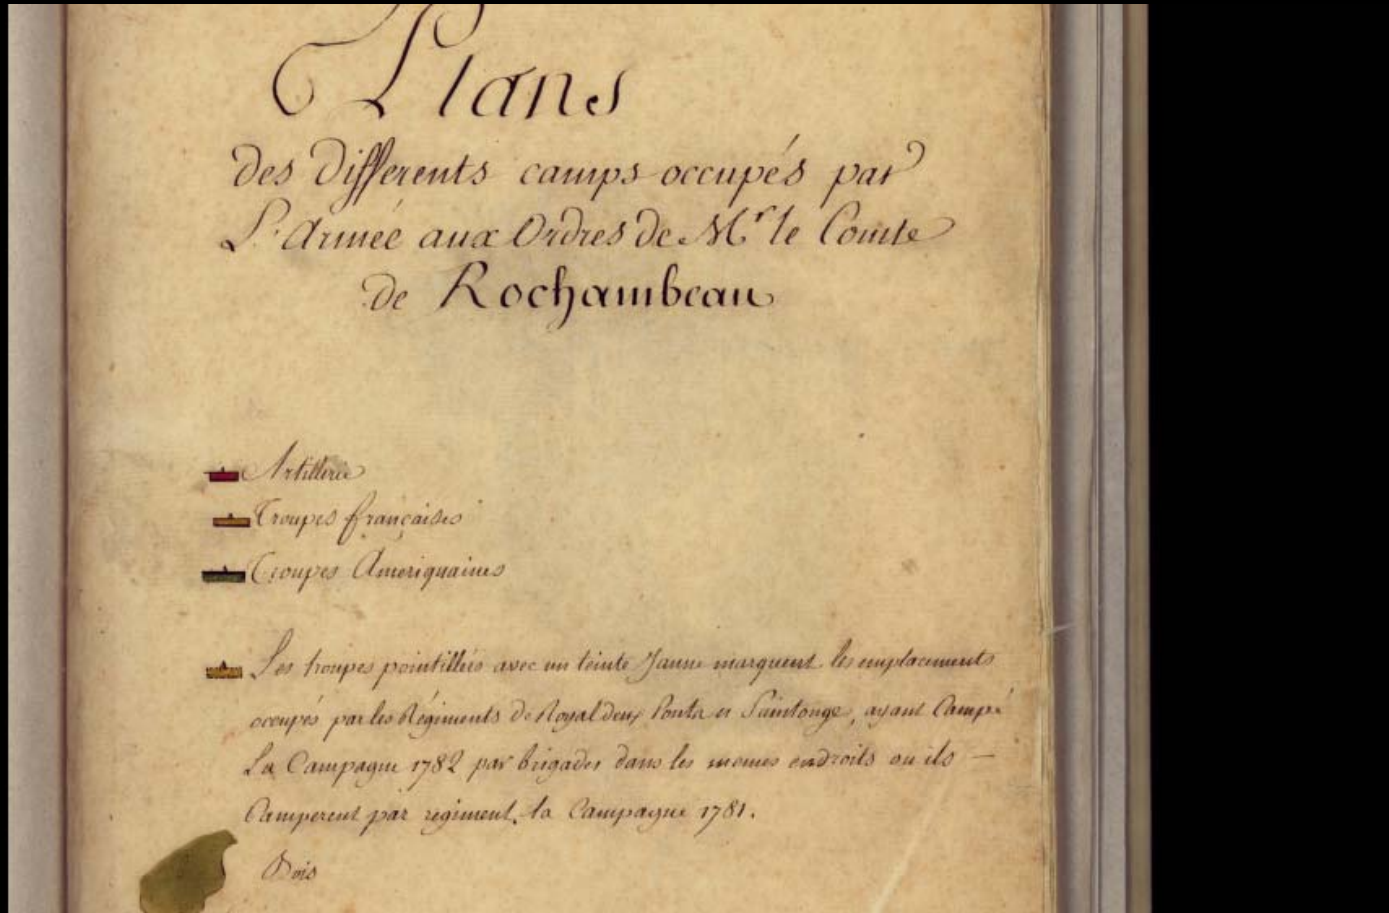 Plans
des differents camps occupés par
L'Armée aux Ordres de Mr le Comte
de Rochambeau
Artillerie
Troupes françaises
Troupes Ameriquaines
Les troupes pointillées avec un teinte Jaune marquent les emplacements
occupés par les Régiments de Royal deux Ponts et Saintonge, ayant Campé
La Campagne 1782 par brigades dans les memes endroits ou ils —
Camperent par regiment, la Campagne 1781.
Bois